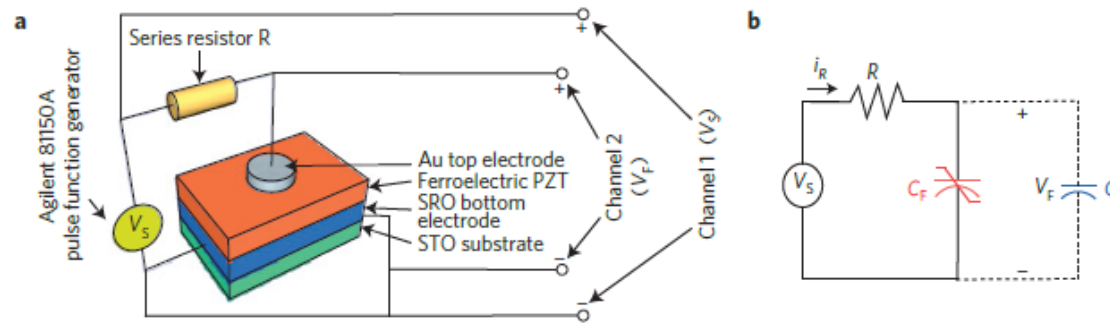 a
Series resistor R
Agilent 81150A
pulse function generator
V_S
Au top electrode
Ferroelectric PZT
SRO bottom
electrode
STO substrate
+
+
−
−
Channel 2
(V_F)
Channel 1 (V_S)
b
i_R
R
V_S
C_F
+
V_F
−